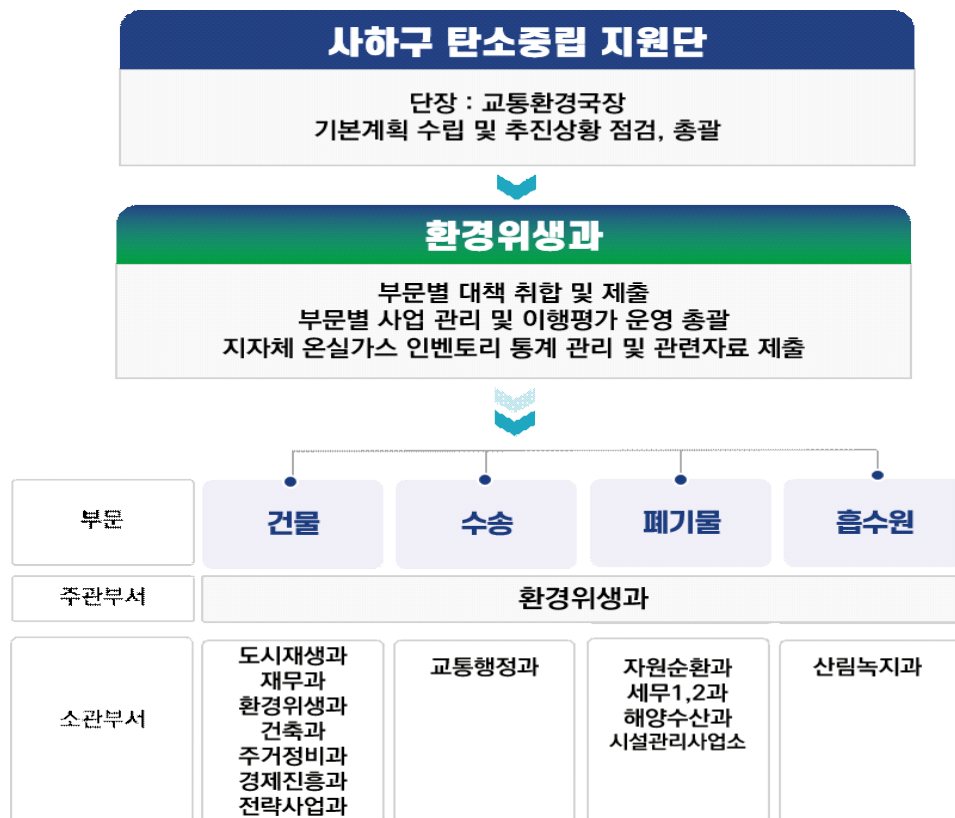 사하구 탄소중립 지원단
단장 : 교통환경국장
기본계획 수립 및 추진상황 점검, 총괄
환경위생과
부문별 대책 취합 및 제출
부문별 사업 관리 및 이행평가 운영 총괄
지자체 온실가스 인벤토리 통계 관리 및 관련자료 제출
부문
건물
수송
폐기물
흡수원
주관부서
환경위생과
소관부서
도시재생과
재무과
환경위생과
건축과
주거정비과
경제진흥과
전략사업과
교통행정과
자원순환과
세무1,2과
해양수산과
시설관리사업소
산림녹지과